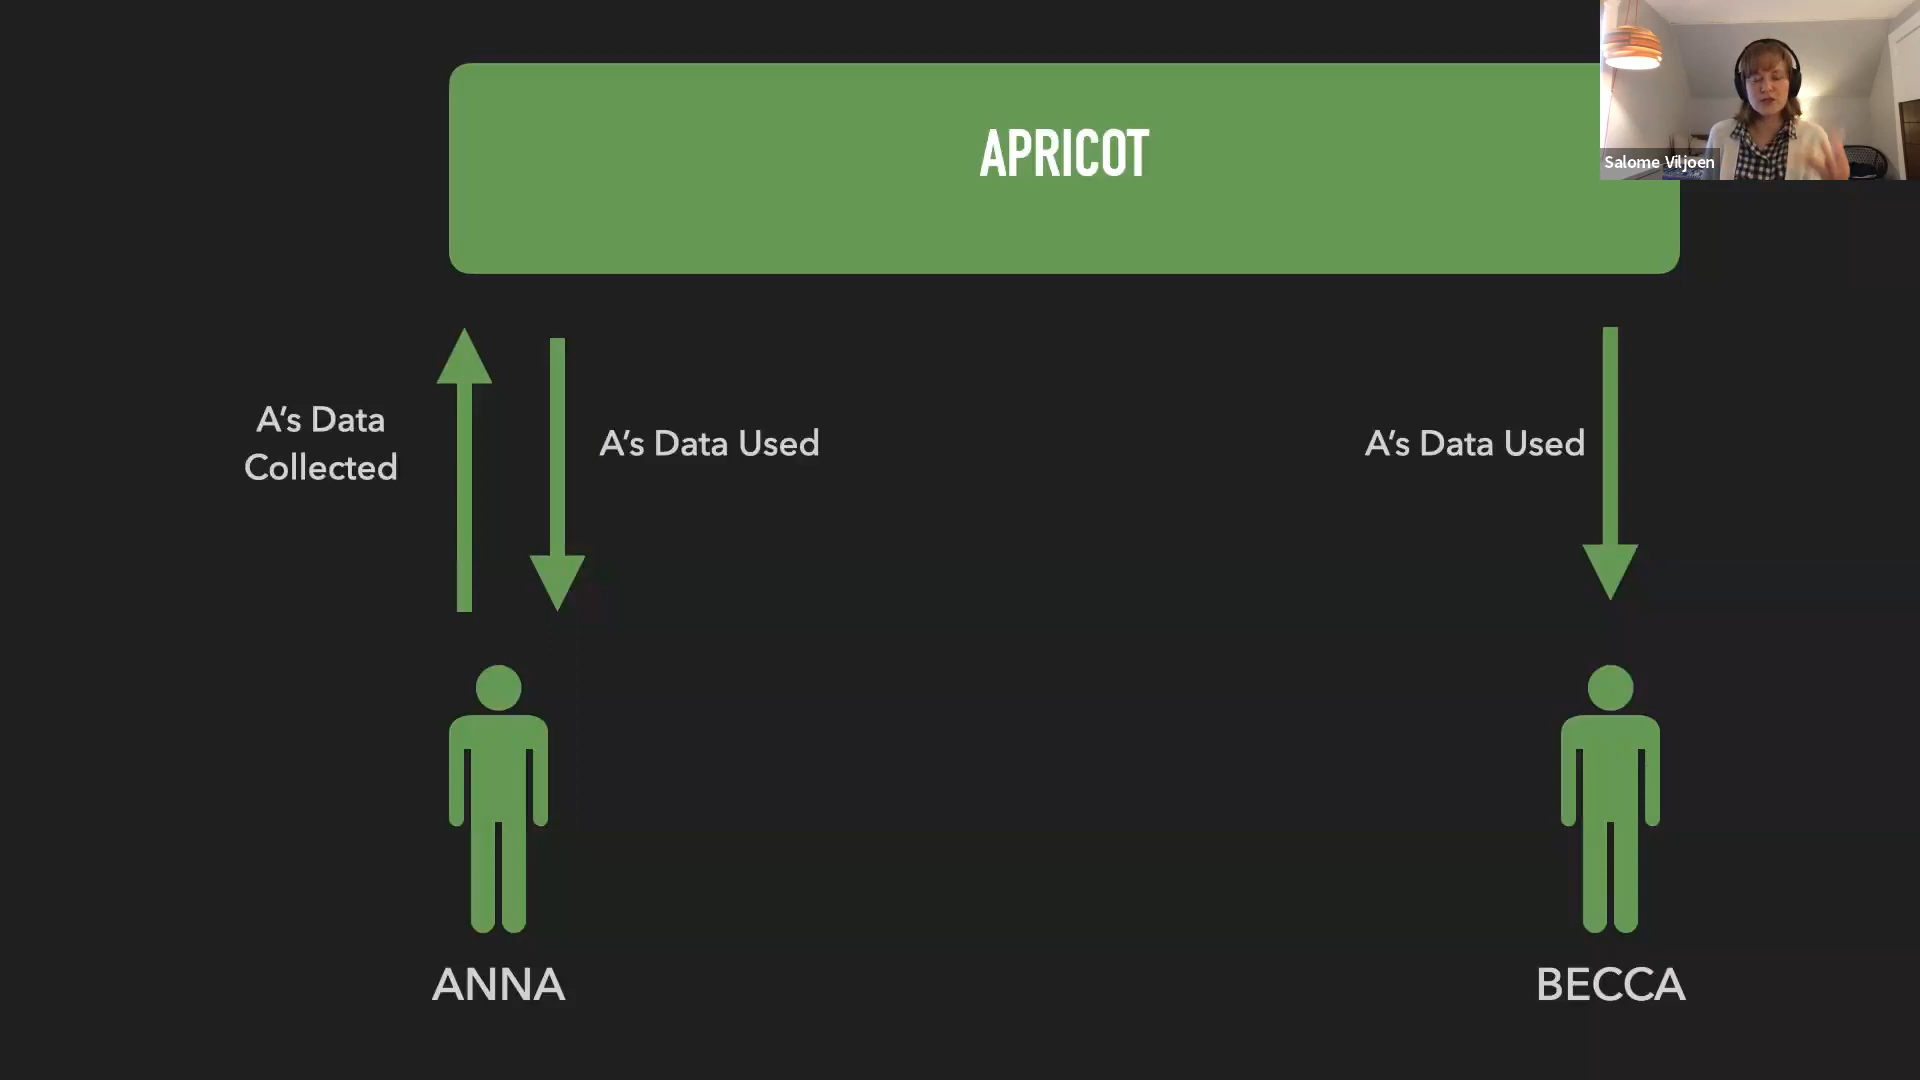 APRICOT
Salome Viljoen
A's Data
Collected
A's Data Used
A's Data Used
ANNA
BECCA